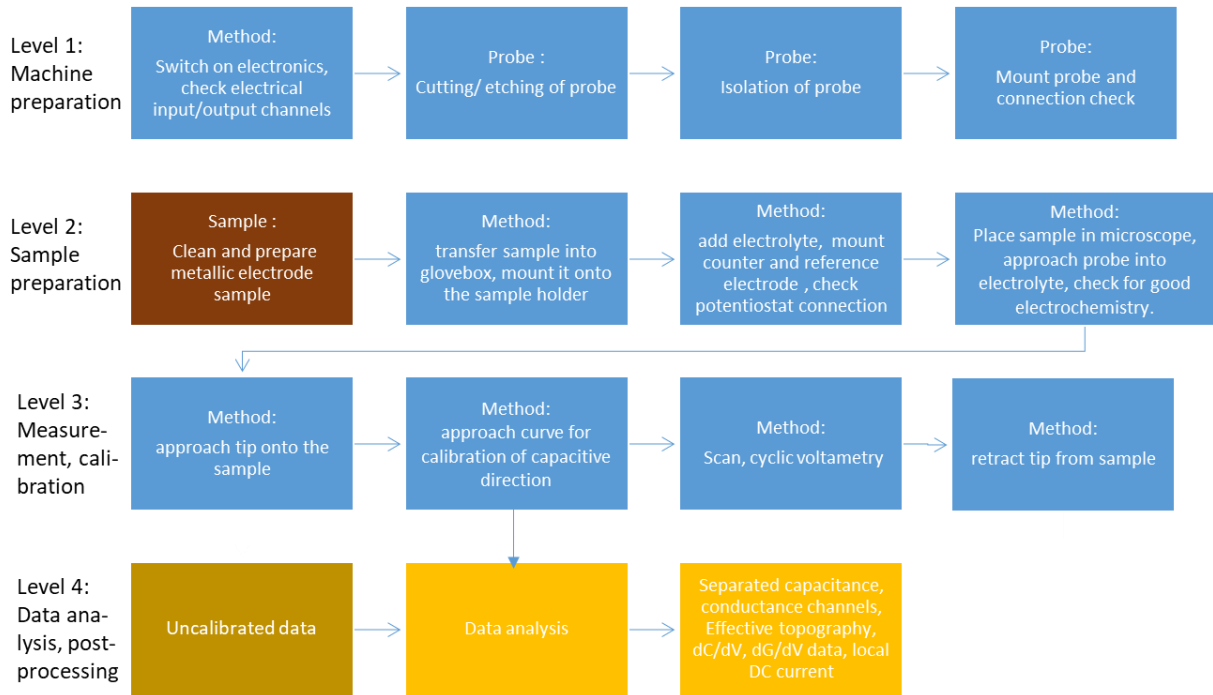 Level 1:
Machine
preparation
Method:
Switch on electronics,
check electrical
input/output channels
Probe :
Cutting/ etching of probe
Probe:
Isolation of probe
Probe:
Mount probe and
connection check
Level 2:
Sample
preparation
Sample :
Clean and prepare
metallic electrode
sample
Method:
transfer sample into
glovebox, mount it onto
the sample holder
Method:
add electrolyte, mount
counter and reference
electrode , check
potentiostat connection
Method:
Place sample in microscope,
approach probe into
electrolyte, check for good
electrochemistry.
Level 3:
Measure-
ment, cali-
bration
Method:
approach tip onto the
sample
Method:
approach curve for
calibration of capacitive
direction
Method:
Scan, cyclic voltametry
Method:
retract tip from sample
Level 4:
Data ana-
lysis, post-
processing
Uncalibrated data
Data analysis
Separated capacitance,
conductance channels,
Effective topography,
dC/dV, dG/dV data, local
DC current